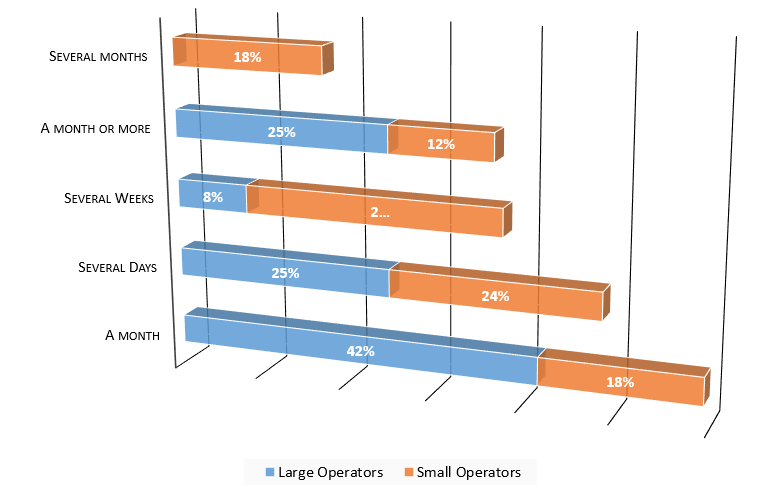 SEVERAL MONTHS
18%
A MONTH OR MORE
25%
12%
SEVERAL WEEKS
8%
2...
SEVERAL DAYS
25%
24%
A MONTH
42%
18%
Large Operators
Small Operators